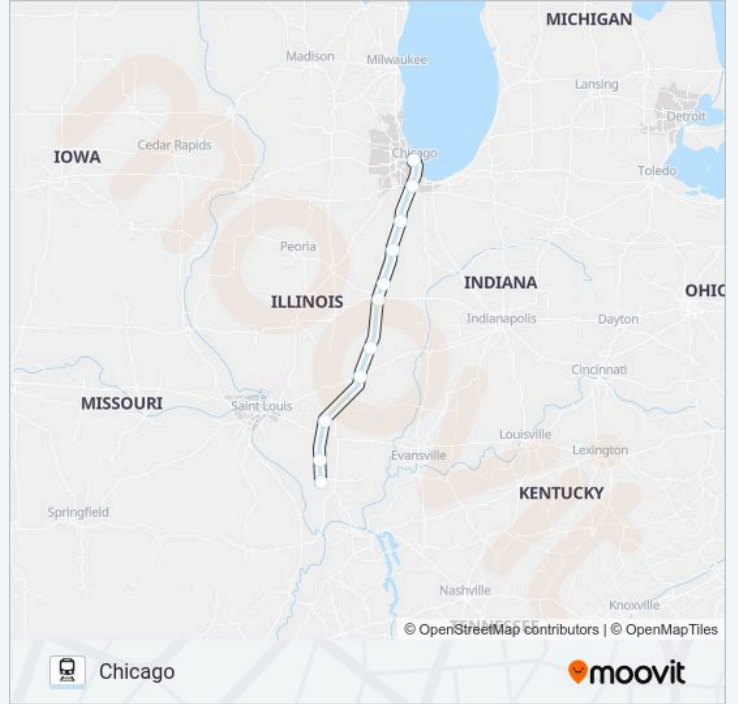 MICHIGAN
Madison
Milwaukee
Lansing
Detroit
Cedar Rapids
Chicago
IOWA
Toledo
Peoria
INDIANA
ILLINOIS
OHIO
Indianapolis
Dayton
Cincinnati
MISSOURI
Saint Louis
Louisville
Evansville
Lexington
KENTUCKY
Springfield
Nashville
Knoxville
TENNESSEE
© OpenStreetMap contributors | © OpenMapTiles
Chicago
moovit